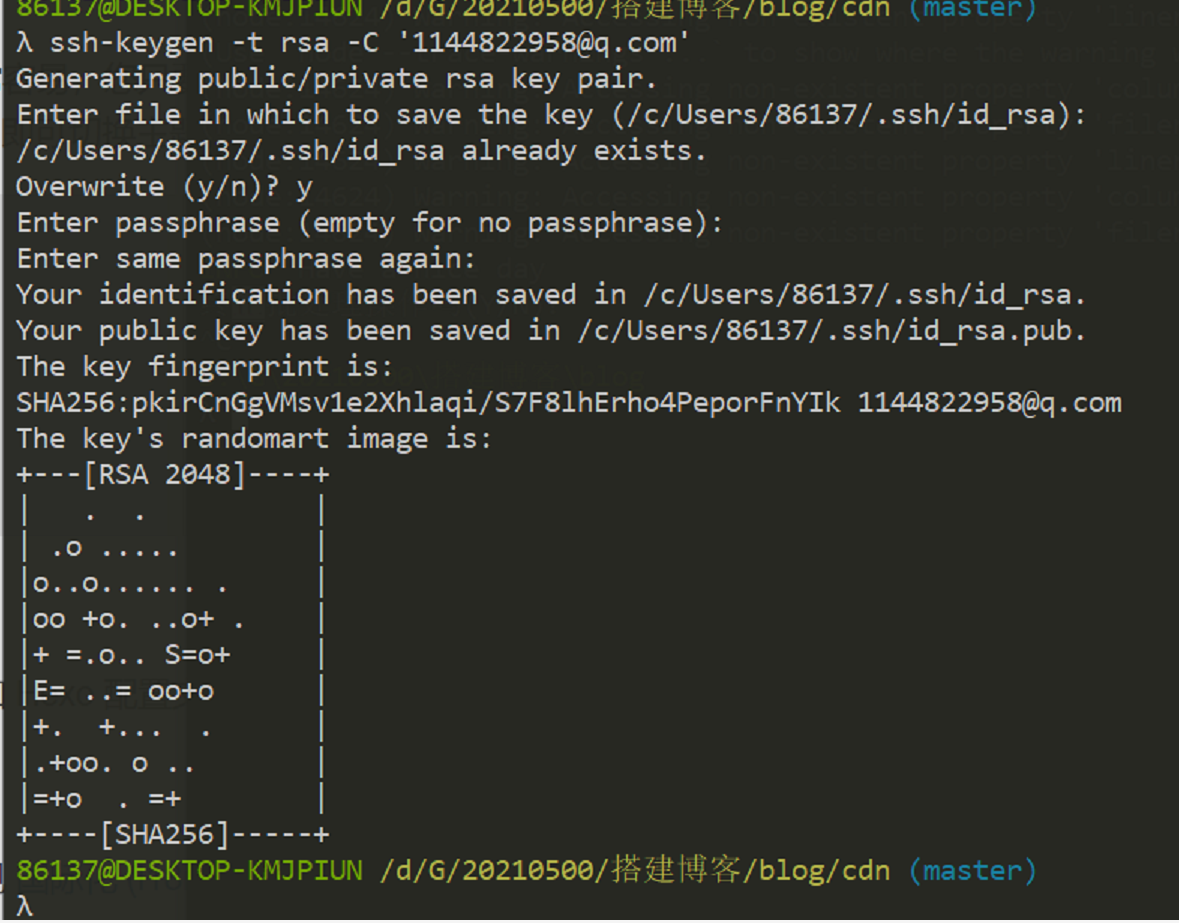 86137@DESKTOP-KMJPIUN /d/G/20210500/搭建博客/blog/cdn (master)
λ ssh-keygen -t rsa -C '1144822958@q.com'
Generating public/private rsa key pair.
Enter file in which to save the key (/c/Users/86137/.ssh/id_rsa):
/c/Users/86137/.ssh/id_rsa already exists.
Overwrite (y/n)? y
Enter passphrase (empty for no passphrase):
Enter same passphrase again:
Your identification has been saved in /c/Users/86137/.ssh/id_rsa.
Your public key has been saved in /c/Users/86137/.ssh/id_rsa.pub.
The key fingerprint is:
SHA256:pkirCnGgVMsv1e2Xhlaqi/S7F8lhErho4PeporFnYIk 1144822958@q.com
The key's randomart image is:
+---[RSA 2048]----+
|   .  .          |
| .o .....        |
|o..o...... .     |
|oo +o. ..o+ .    |
|+ =.o.. S=o+     |
|E= ..= oo+o      |
|+.  +...  .      |
|.+oo. o ..       |
|=+o  . =+        |
+----[SHA256]-----+
86137@DESKTOP-KMJPIUN /d/G/20210500/搭建博客/blog/cdn (master)
λ